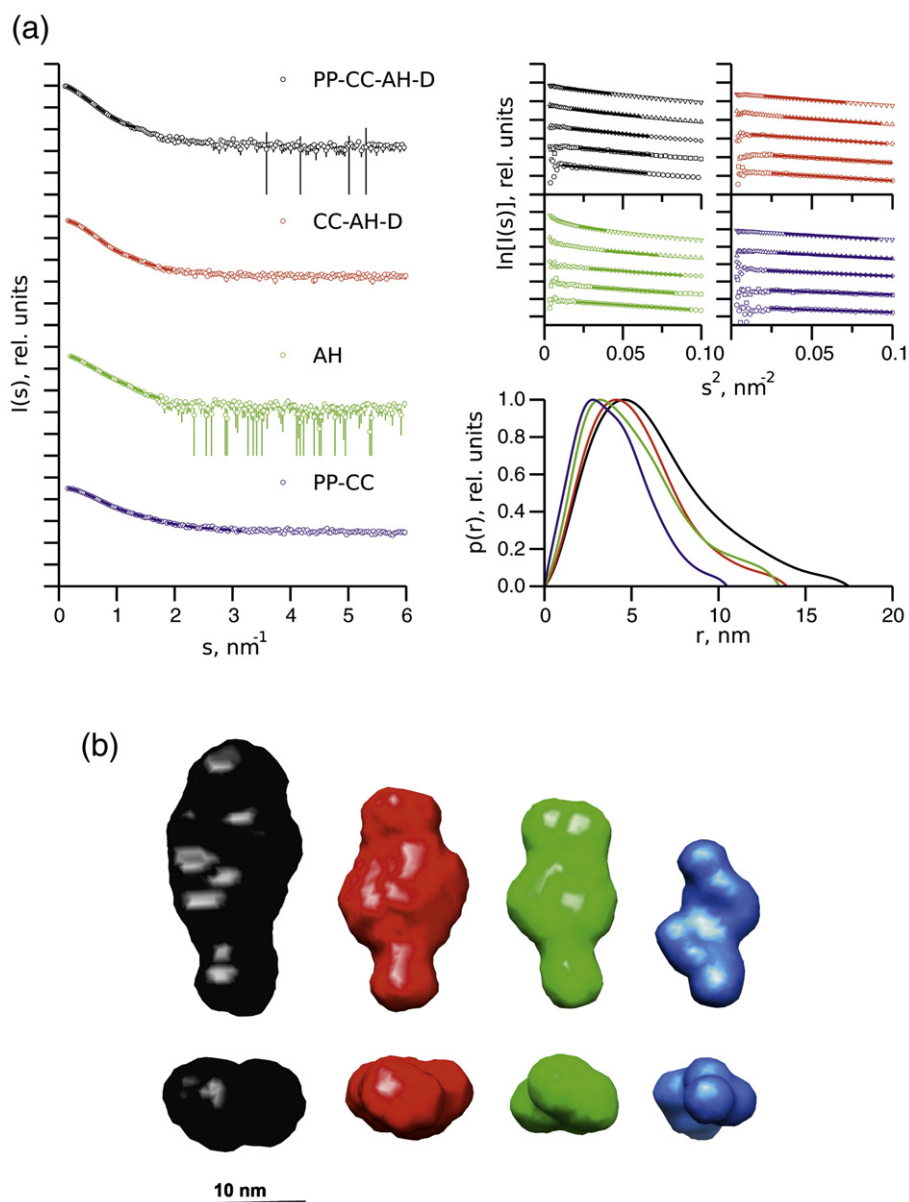 (a)
PP-CC-AH-D
CC-AH-D
AH
PP-CC
I(s), rel. units
0 1 2 3 4 5 6
s, nm-1
ln[I(s)], rel. units
0 0.05 0.10 0.05 0.1
s2, nm-2
1.0
0.8
0.6
0.4
0.2
0.0
p(r), rel. units
0 5 10 15 20
r, nm
(b)
10 nm